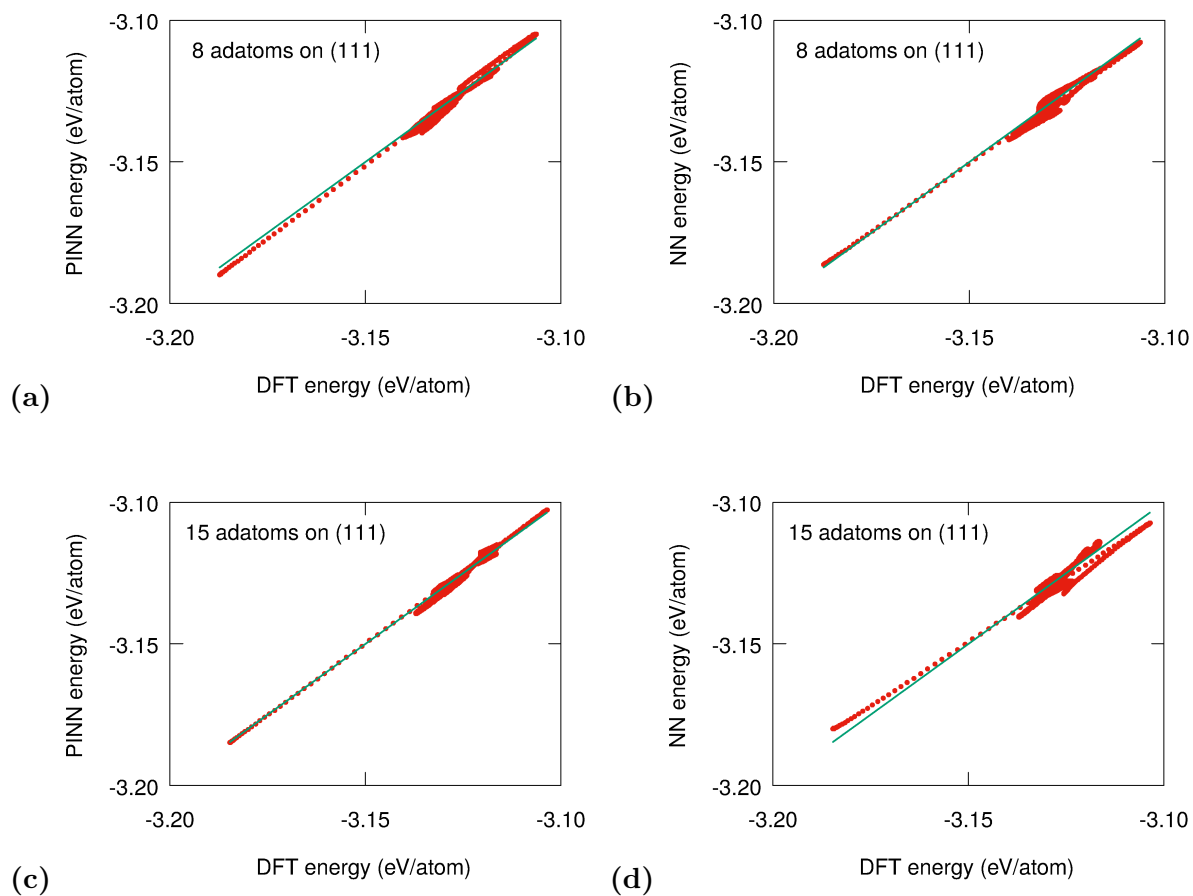 -3.10
8 adatoms on (111)
-3.15
-3.20
PINN energy (eV/atom)
-3.20 -3.15 -3.10
DFT energy (eV/atom)
(a)
-3.10
8 adatoms on (111)
-3.15
-3.20
NN energy (eV/atom)
-3.20 -3.15 -3.10
DFT energy (eV/atom)
(b)
-3.10
15 adatoms on (111)
-3.15
-3.20
PINN energy (eV/atom)
-3.20 -3.15 -3.10
DFT energy (eV/atom)
(c)
-3.10
15 adatoms on (111)
-3.15
-3.20
NN energy (eV/atom)
-3.20 -3.15 -3.10
DFT energy (eV/atom)
(d)